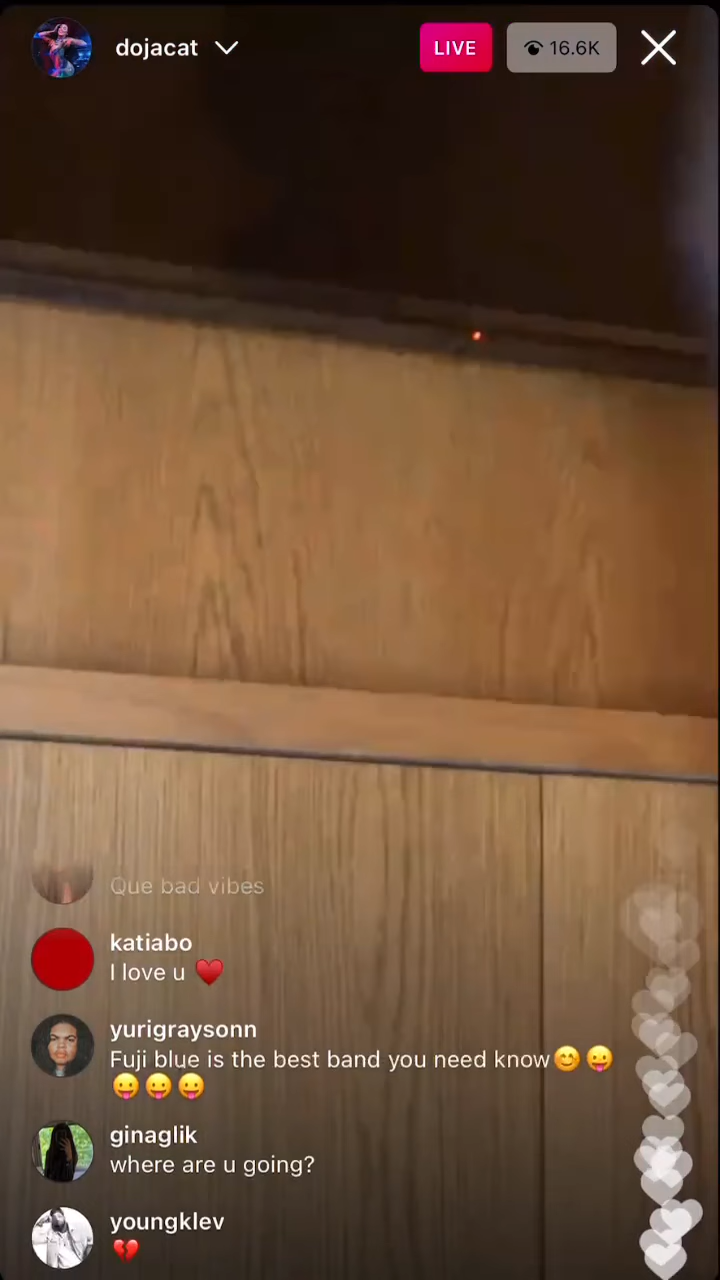 dojacat
LIVE
16.6K
Que bad vibes
katiabo
I love u ♥️
yurigraysonn
Fuji blue is the best band you need know😊😛
😛😛😛
ginaglik
where are u going?
youngklev
💔